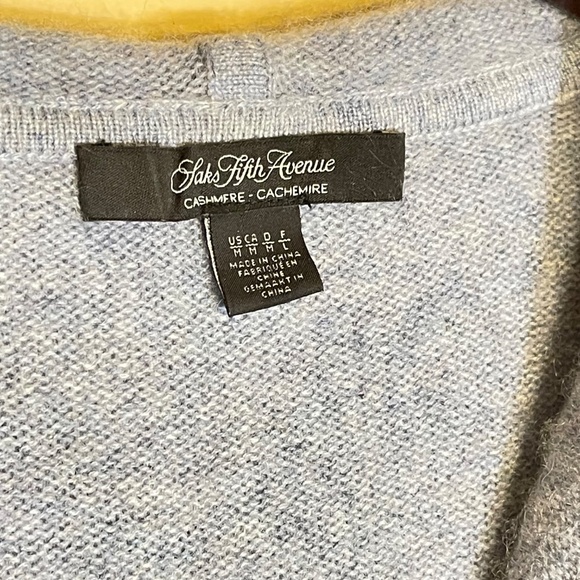 Saks Fifth Avenue
CASHMERE - CACHEMIRE
US CA D F
M M M L
MADE IN CHINA
FABRIQUÉ EN
CHINE
GEMAAKT IN
CHINA